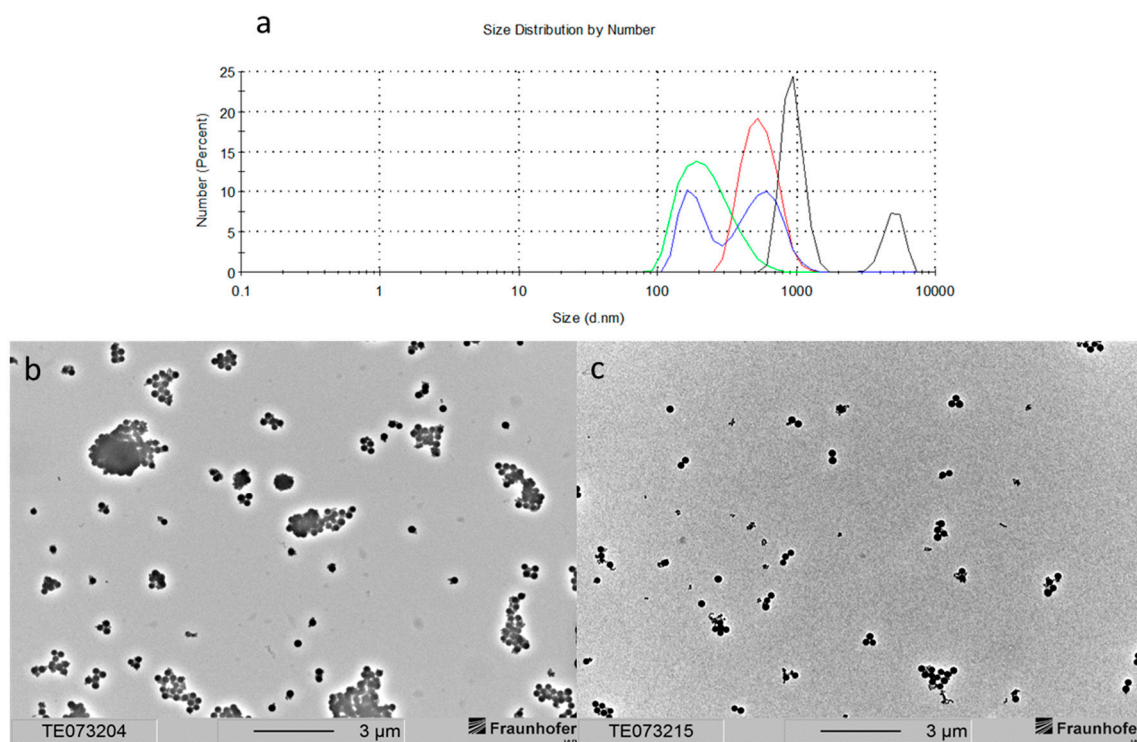 a
Size Distribution by Number
Number (Percent)
25
20
15
10
5
0
0.1 1 10 100 1000 10000
Size (d.nm)
b
c
TE073204 3 µm Fraunhofer
TE073215 3 µm Fraunhofer